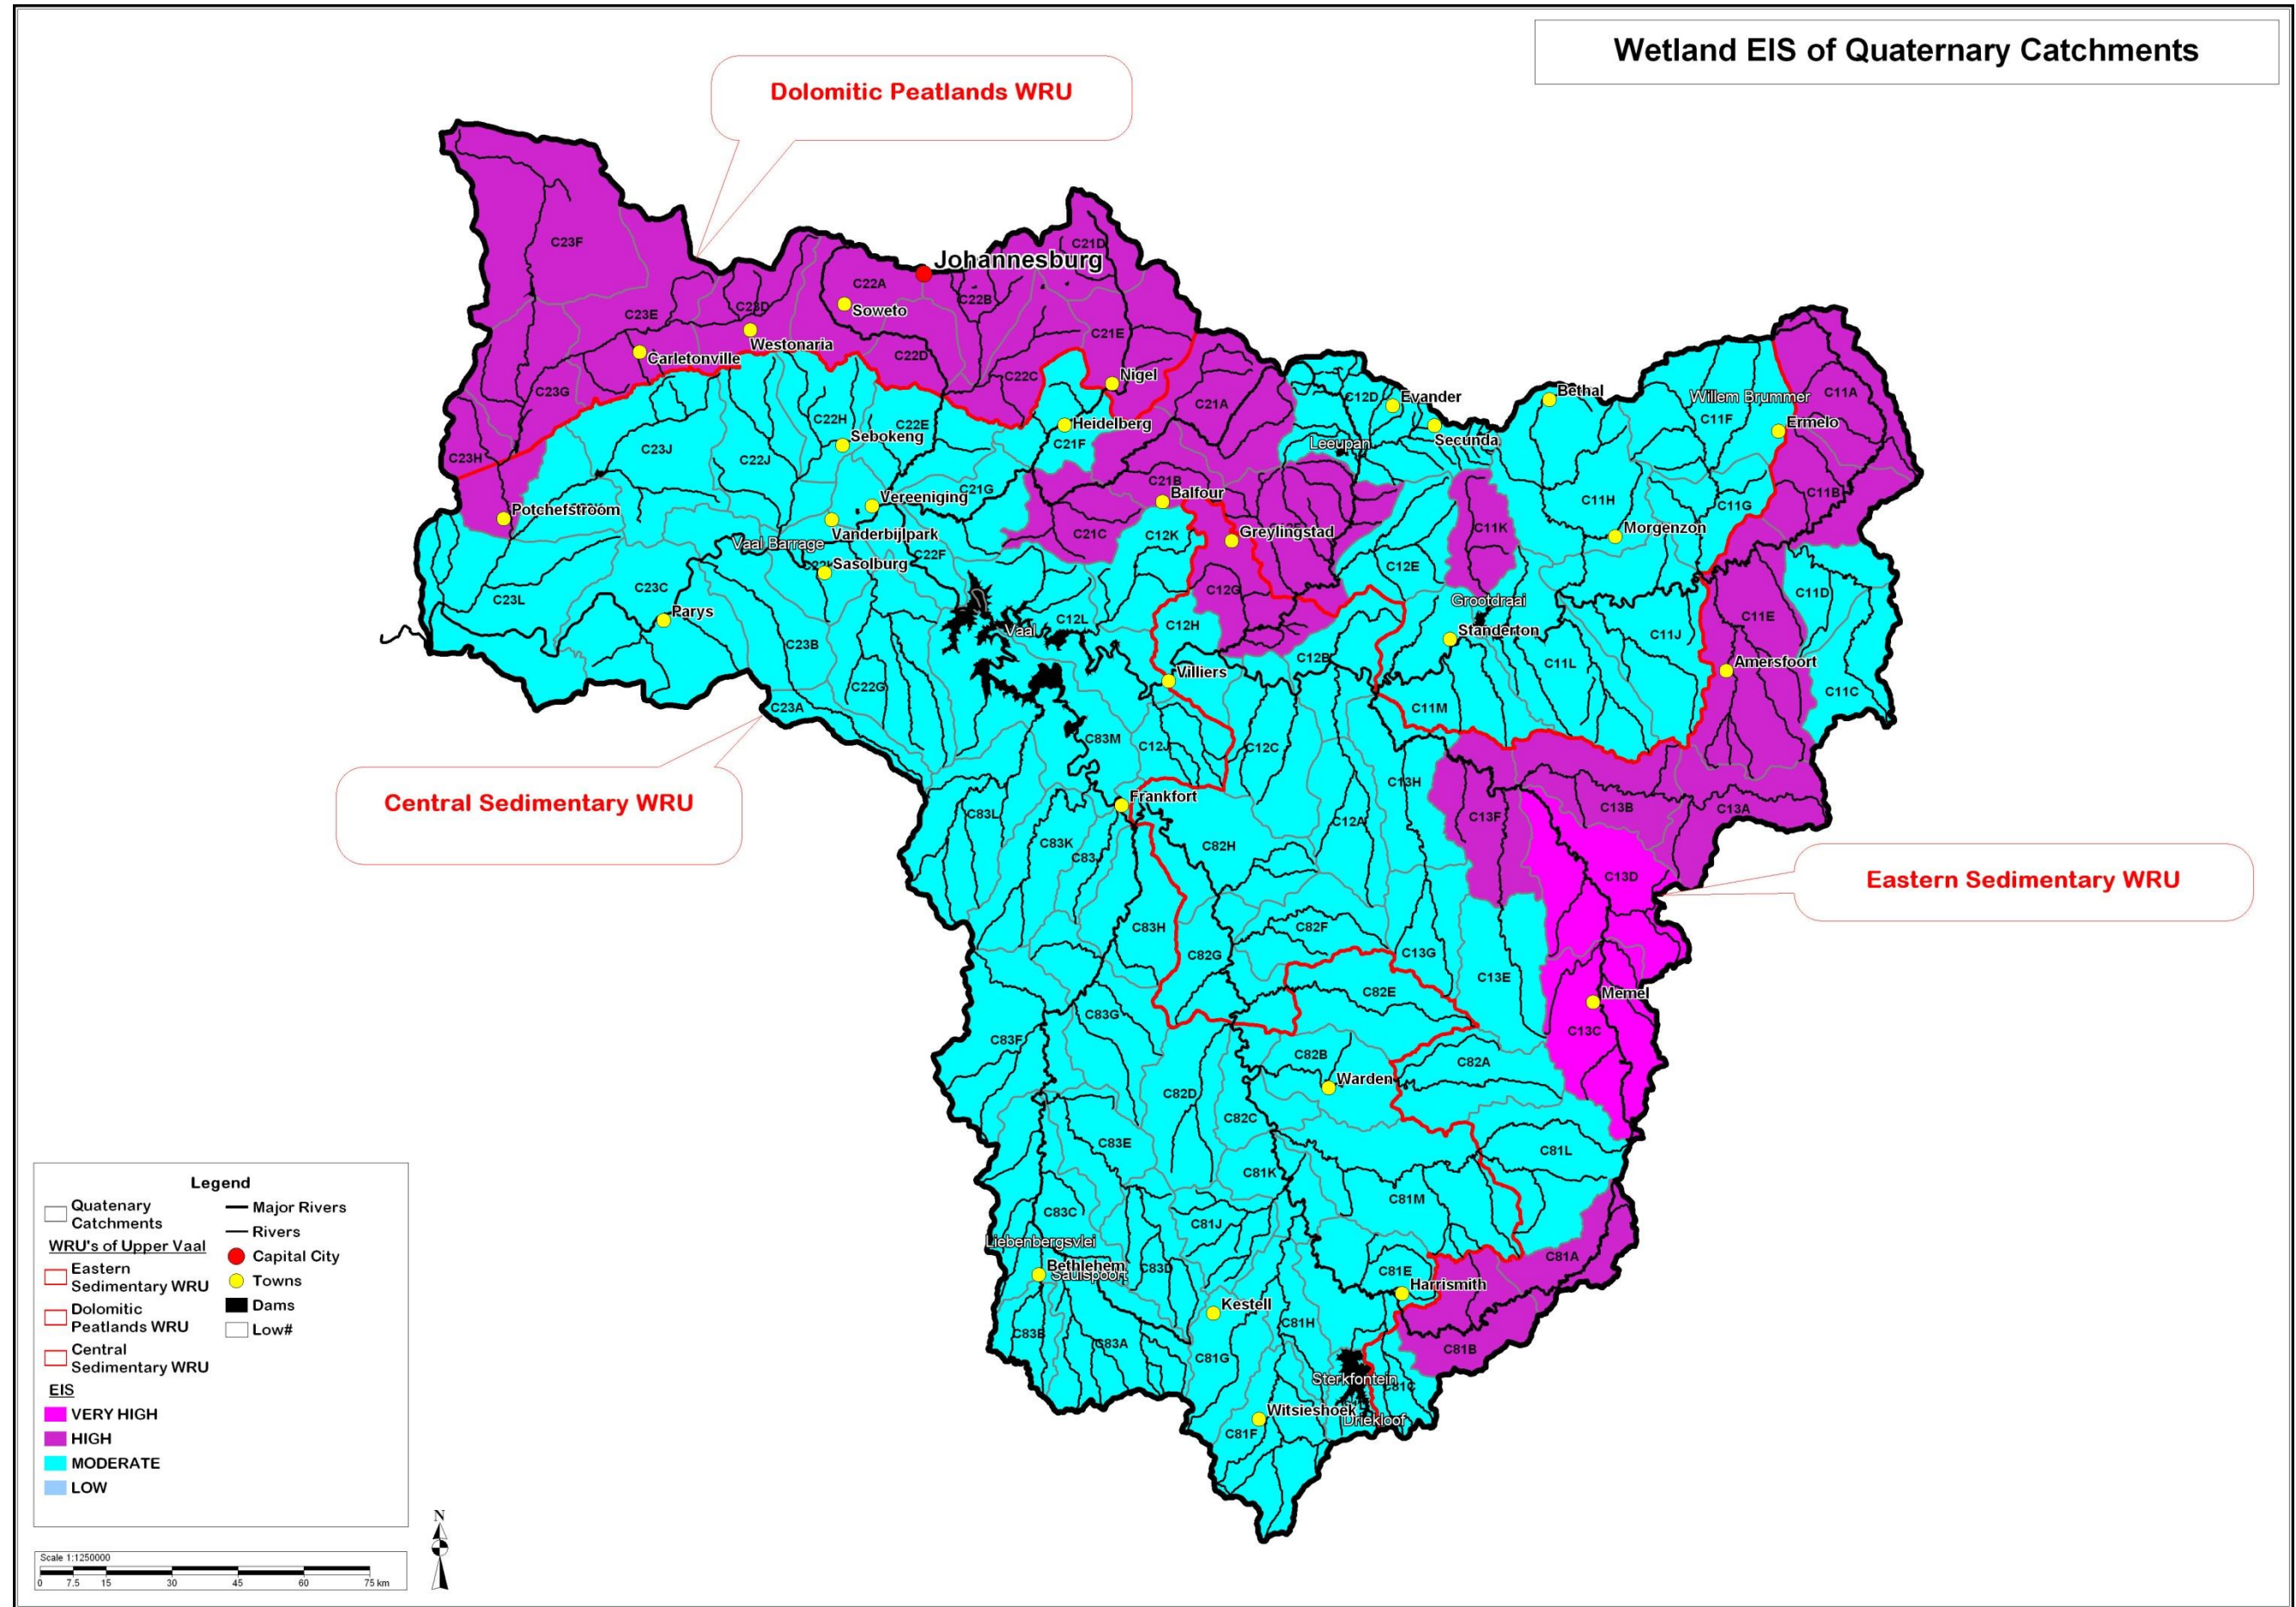 Wetland EIS of Quaternary Catchments
Dolomitic Peatlands WRU
C23F
C21D
Johannesburg
C22A
C22B
Soweto
C23D
C23E
C21E
Westonaria
Carletonville
C22D
C22C
Nigel
C23G
C21A
C12D
Evander
Bethal
Willem Brummer
C11A
C11F
Ermelo
C22H
C22E
Heidelberg
Sebokeng
C21F
Leeupan
Secunda
C23H
C23J
C22J
C21G
C21B
Balfour
C11B
C11H
C11G
Vereeniging
Potchefstroom
Vanderbijlpark
Vaal Barrage
C22F
C21C
C12K
Greylingstad
C11K
Morgenzon
Sasolburg
C12E
C23C
C23L
C12G
C11D
Grootdraai
Parys
C12L
C12H
C11E
Vaal
Standerton
C11J
C23B
C12B
C11L
Villiers
Amersfoort
C22G
C11C
C23A
C11M
C83M
C12J
C12C
C13H
Central Sedimentary WRU
Frankfort
C83L
C12A
C13F
C13B
C13A
C83K
C83J
C82H
C13D
Eastern Sedimentary WRU
C83H
C82F
C82G
C13G
C13E
C82E
Memel
C83G
C13C
C83F
C82B
C82A
Warden
C82D
C82C
C83E
C81L
C81K
C81M
C83C
C81J
Liebenbergsvlei
Bethlehem
Saulspoort
C83D
C81A
C81E
Harrismith
Kestell
C81H
C83B
C83A
C81G
C81B
Sterkfontein
C81C
Witsieshoek
Driekloof
C81F
Legend
Quatenary
Catchments
WRU's of Upper Vaal
Eastern
Sedimentary WRU
Dolomitic
Peatlands WRU
Central
Sedimentary WRU
EIS
VERY HIGH
HIGH
MODERATE
LOW
Major Rivers
Rivers
Capital City
Towns
Dams
Low#
N
Scale 1:1250000
0 7.5 15 30 45 60 75 km